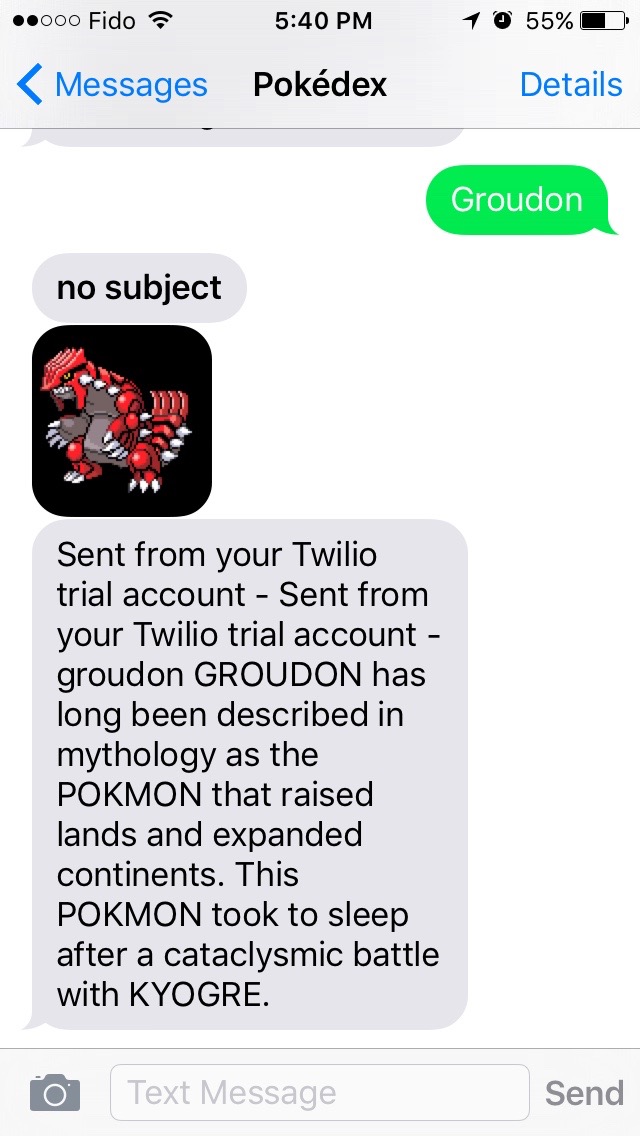 Fido 5:40 PM 55%
Messages Pokédex Details
Groudon
no subject
Sent from your Twilio
trial account - Sent from
your Twilio trial account -
groudon GROUDON has
long been described in
mythology as the
POKMON that raised
lands and expanded
continents. This
POKMON took to sleep
after a cataclysmic battle
with KYOGRE.
Text Message Send